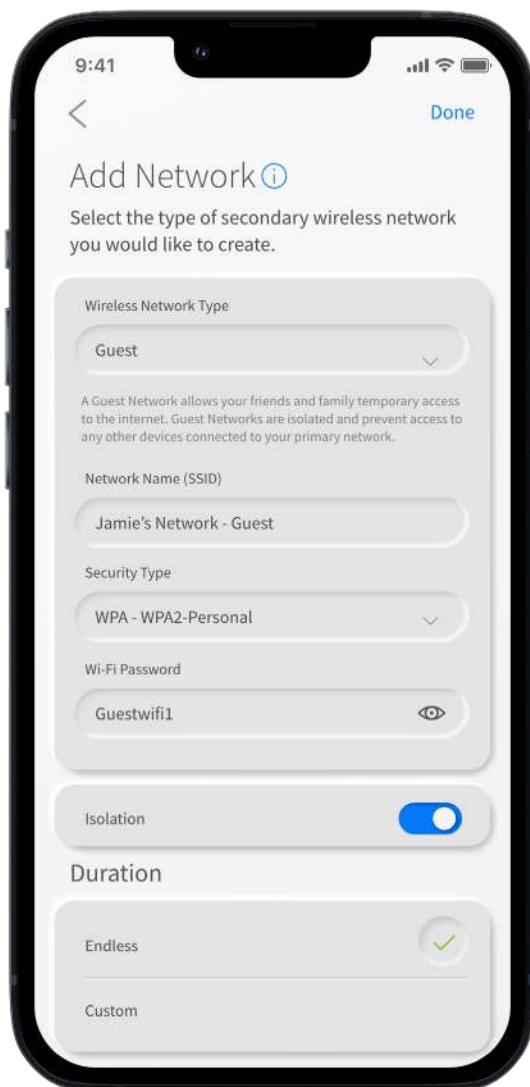 9:41
Done
Add Network
Select the type of secondary wireless network
you would like to create.
Wireless Network Type
Guest
A Guest Network allows your friends and family temporary access
to the internet. Guest Networks are isolated and prevent access to
any other devices connected to your primary network.
Network Name (SSID)
Jamie’s Network - Guest
Security Type
WPA - WPA2-Personal
Wi-Fi Password
Guestwifi1
Isolation
Duration
Endless
Custom